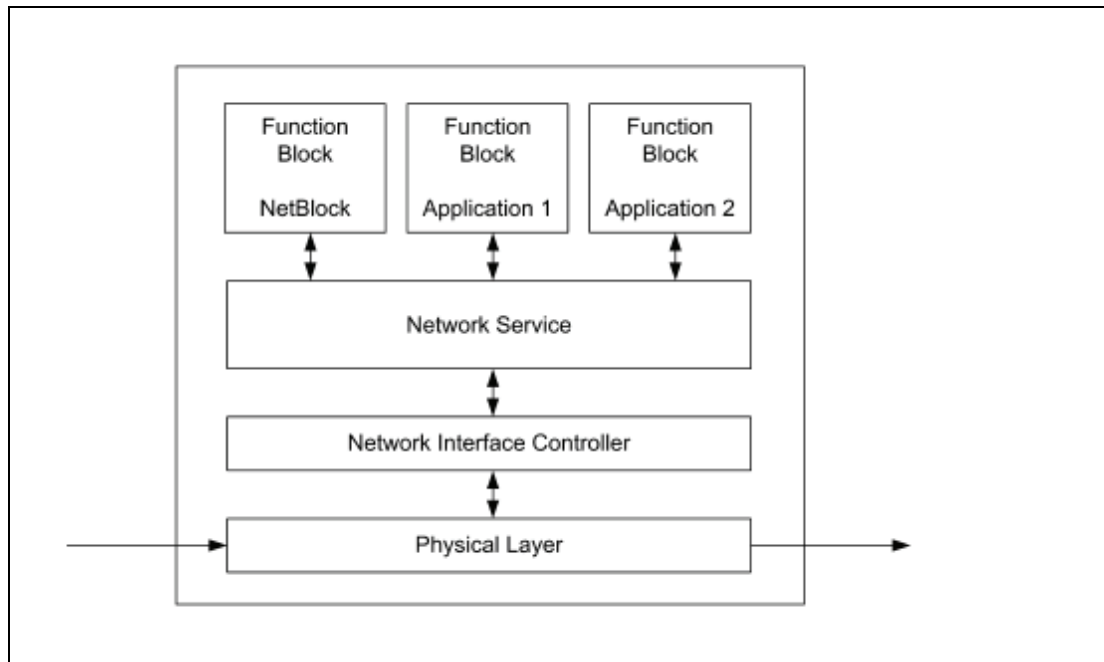 Function
Block
NetBlock
Function
Block
Application 1
Function
Block
Application 2
Network Service
Network Interface Controller
Physical Layer